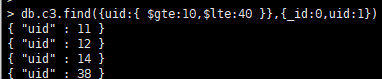 > db.c3.find({uid:{ $gte:10,$lte:40 }},{_id:0,uid:1})
{ "uid" : 11 }
{ "uid" : 12 }
{ "uid" : 14 }
{ "uid" : 38 }